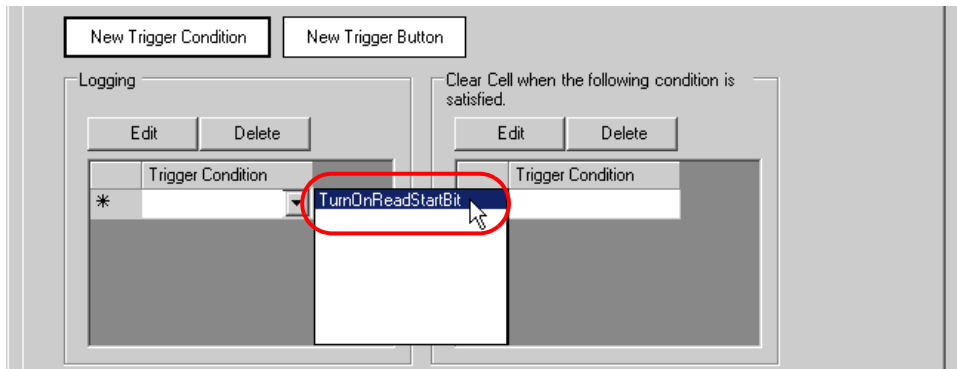 New Trigger Condition New Trigger Button
Logging
Clear Cell when the following condition is
satisfied.
Edit Delete Edit Delete
Trigger Condition Trigger Condition
* TurnOnReadStartBit